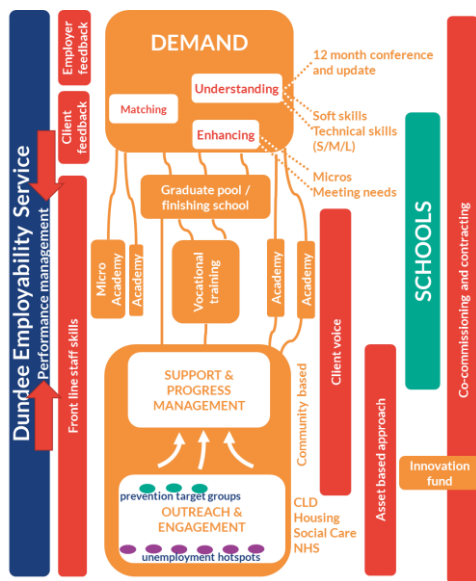 Dundee Employability Service
Performance management
Employer
feedback
Client
feedback
Front line staff skills
DEMAND
Understanding
Matching
Enhancing
12 month conference
and update
Soft skills
Technical skills
(S/M/L)
Micros
Meeting needs
Graduate pool /
finishing school
Micro
Academy
Academy
Vocational
training
Academy
Academy
SUPPORT &
PROGRESS
MANAGEMENT
Community based
prevention target groups
OUTREACH &
ENGAGEMENT
unemployment hotspots
CLD
Housing
Social Care
NHS
Client voice
Asset based approach
SCHOOLS
Innovation
fund
Co-commissioning and contracting